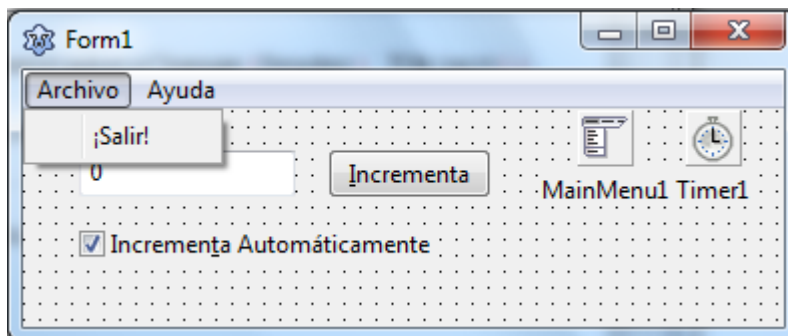 Form1
Archivo Ayuda
¡Salir!
0 Incrementa
MainMenu1 Timer1
Incrementa Automáticamente